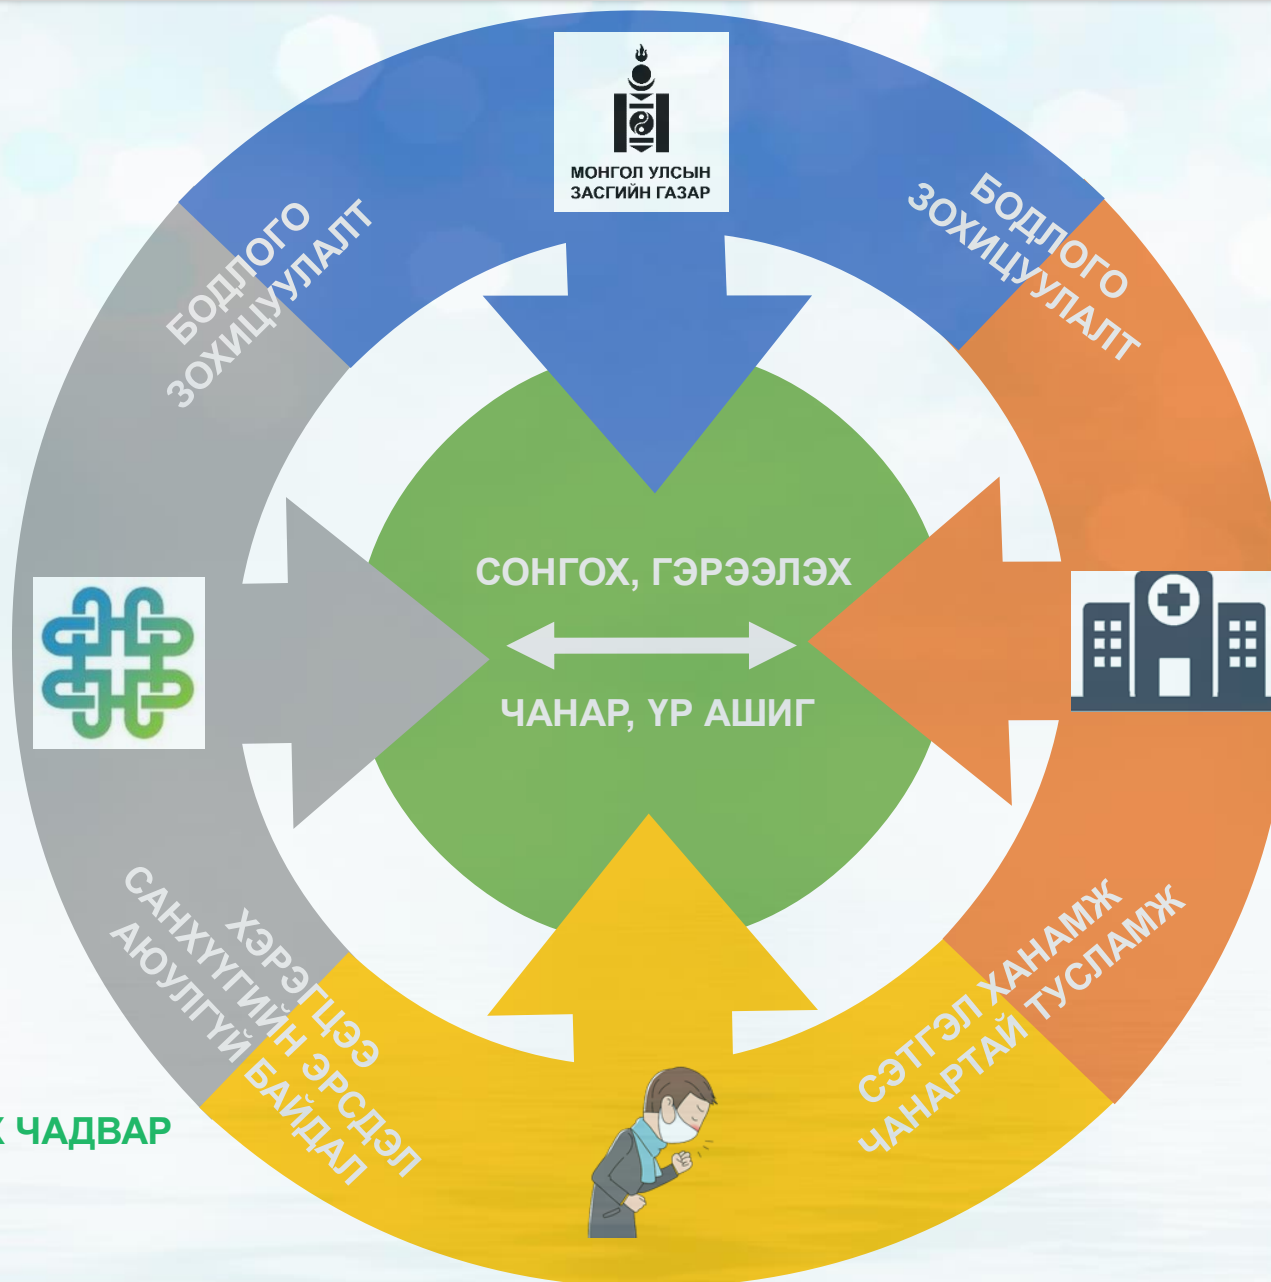 МОНГОЛ УЛСЫН
ЗАСГИЙН ГАЗАР
БОДЛОГО
ЗОХИЦУУЛАЛТ
БОДЛОГО
ЗОХИЦУУЛАЛТ
СОНГОХ, ГЭРЭЭЛЭХ
ЧАНАР, ҮР АШИГ
ХЭРЭГЦЭЭ
САНХҮҮГИЙН ЭРСДЭЛ
АЮУЛГҮЙ БАЙДАЛ
СЭТГЭЛ ХАНАМЖ
ЧАНАРТАЙ ТУСЛАМЖ
ЧАДВАР